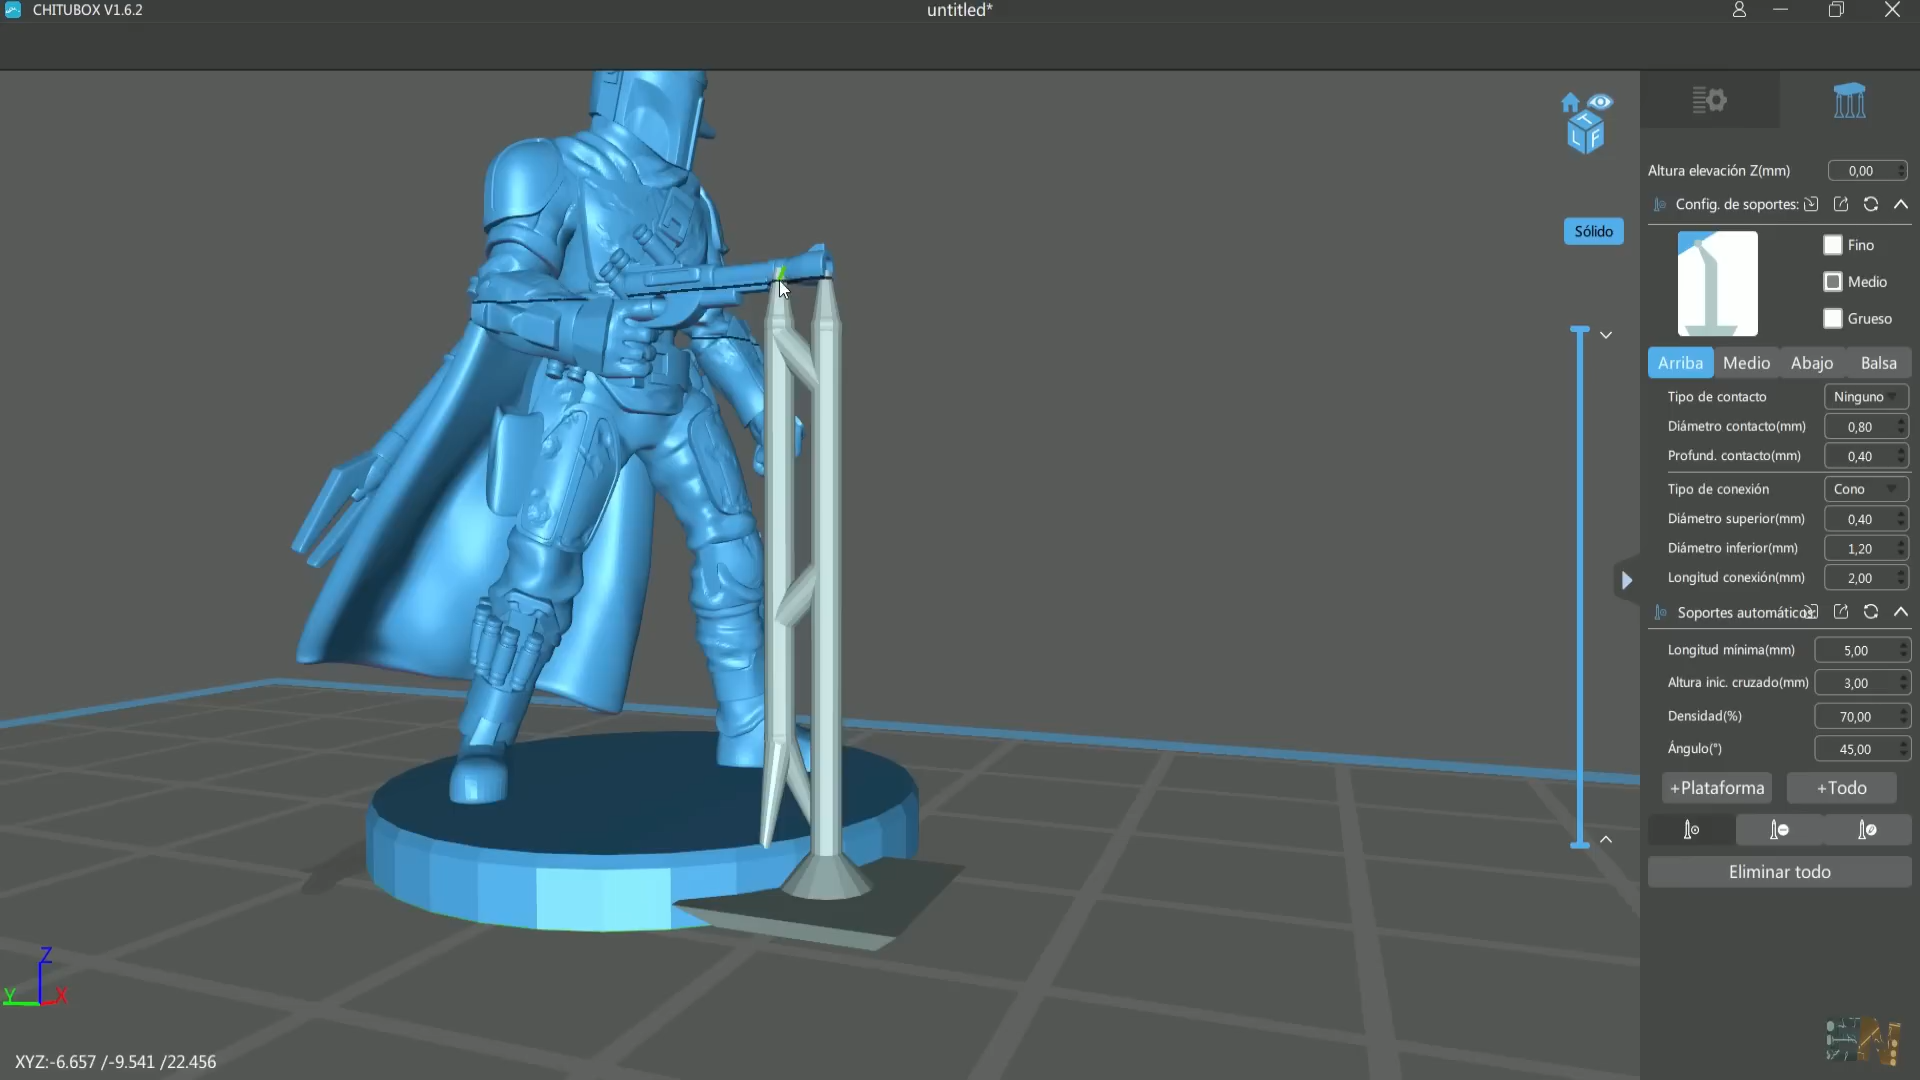 CHITUBOX V1.6.2
untitled*
T
L F
Sólido
Altura elevación Z(mm) 0,00
Config. de soportes:
Fino
Medio
Grueso
Arriba Medio Abajo Balsa
Tipo de contacto Ninguno
Diámetro contacto(mm) 0,80
Profund. contacto(mm) 0,40
Tipo de conexión Cono
Diámetro superior(mm) 0,40
Diámetro inferior(mm) 1,20
Longitud conexión(mm) 2,00
Soportes automáticos:
Longitud mínima(mm) 5,00
Altura inic. cruzado(mm) 3,00
Densidad(%) 70,00
Ángulo(°) 45,00
+Plataforma +Todo
Eliminar todo
Z
Y X
XYZ:-6.657 /-9.541 /22.456